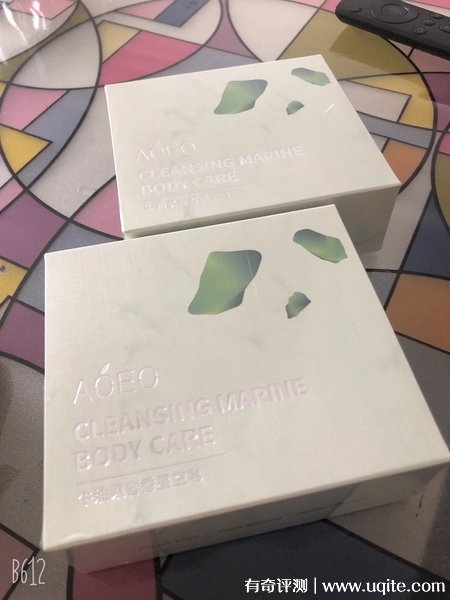 AOEO
CLEANSING MARINE
BODY CARE
AOEO
CLEANSING MARINE
BODY CARE
B612
有奇评测 | www.uqite.com